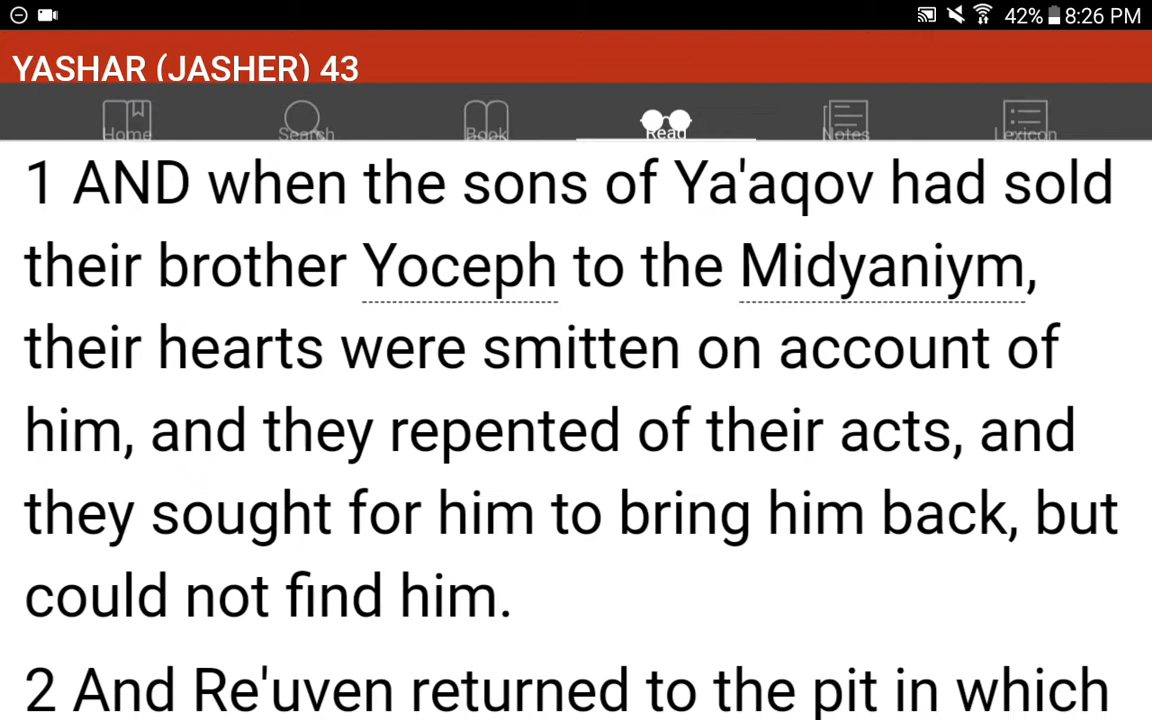 42% 8:26 PM
YASHAR (JASHER) 43
Home Search Book Read Notes Lexicon
1 AND when the sons of Ya'aqov had sold
their brother Yoceph to the Midyaniym,
their hearts were smitten on account of
him, and they repented of their acts, and
they sought for him to bring him back, but
could not find him.
2 And Re'uven returned to the pit in which